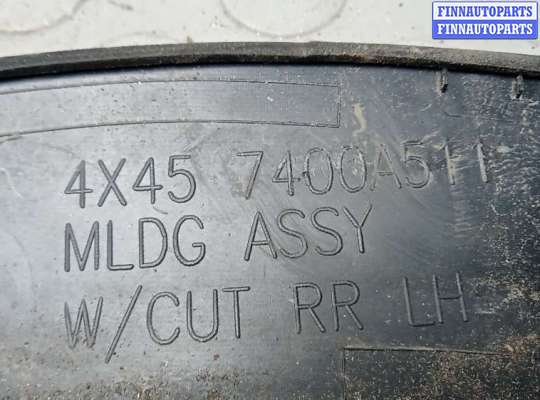 FINNAUTOPARTS
FINNAUTOPARTS
4X45 7400A511
MLDG ASSY
W/CUT RR LH